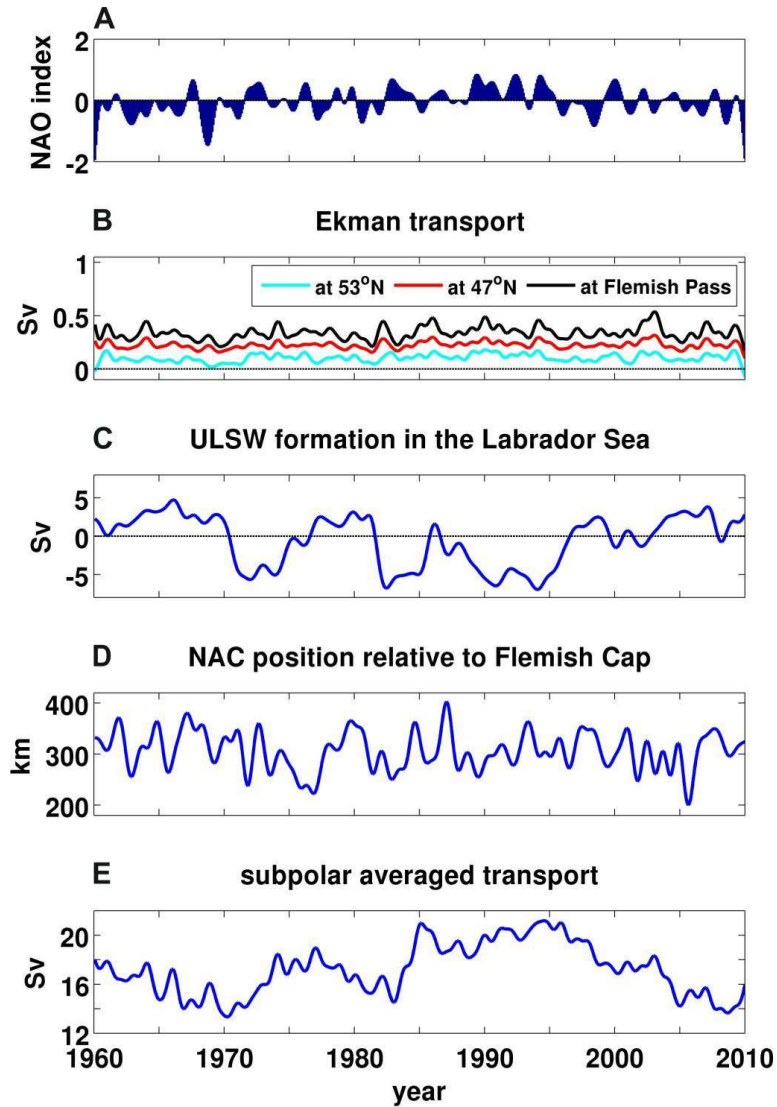 A
2
0
-2
NAO index
B Ekman transport
1
0.5
0
Sv
at 53°N at 47°N at Flemish Pass
C ULSW formation in the Labrador Sea
5
0
-5
Sv
D NAC position relative to Flemish Cap
400
300
200
km
E subpolar averaged transport
20
16
12
Sv
1960 1970 1980 1990 2000 2010
year